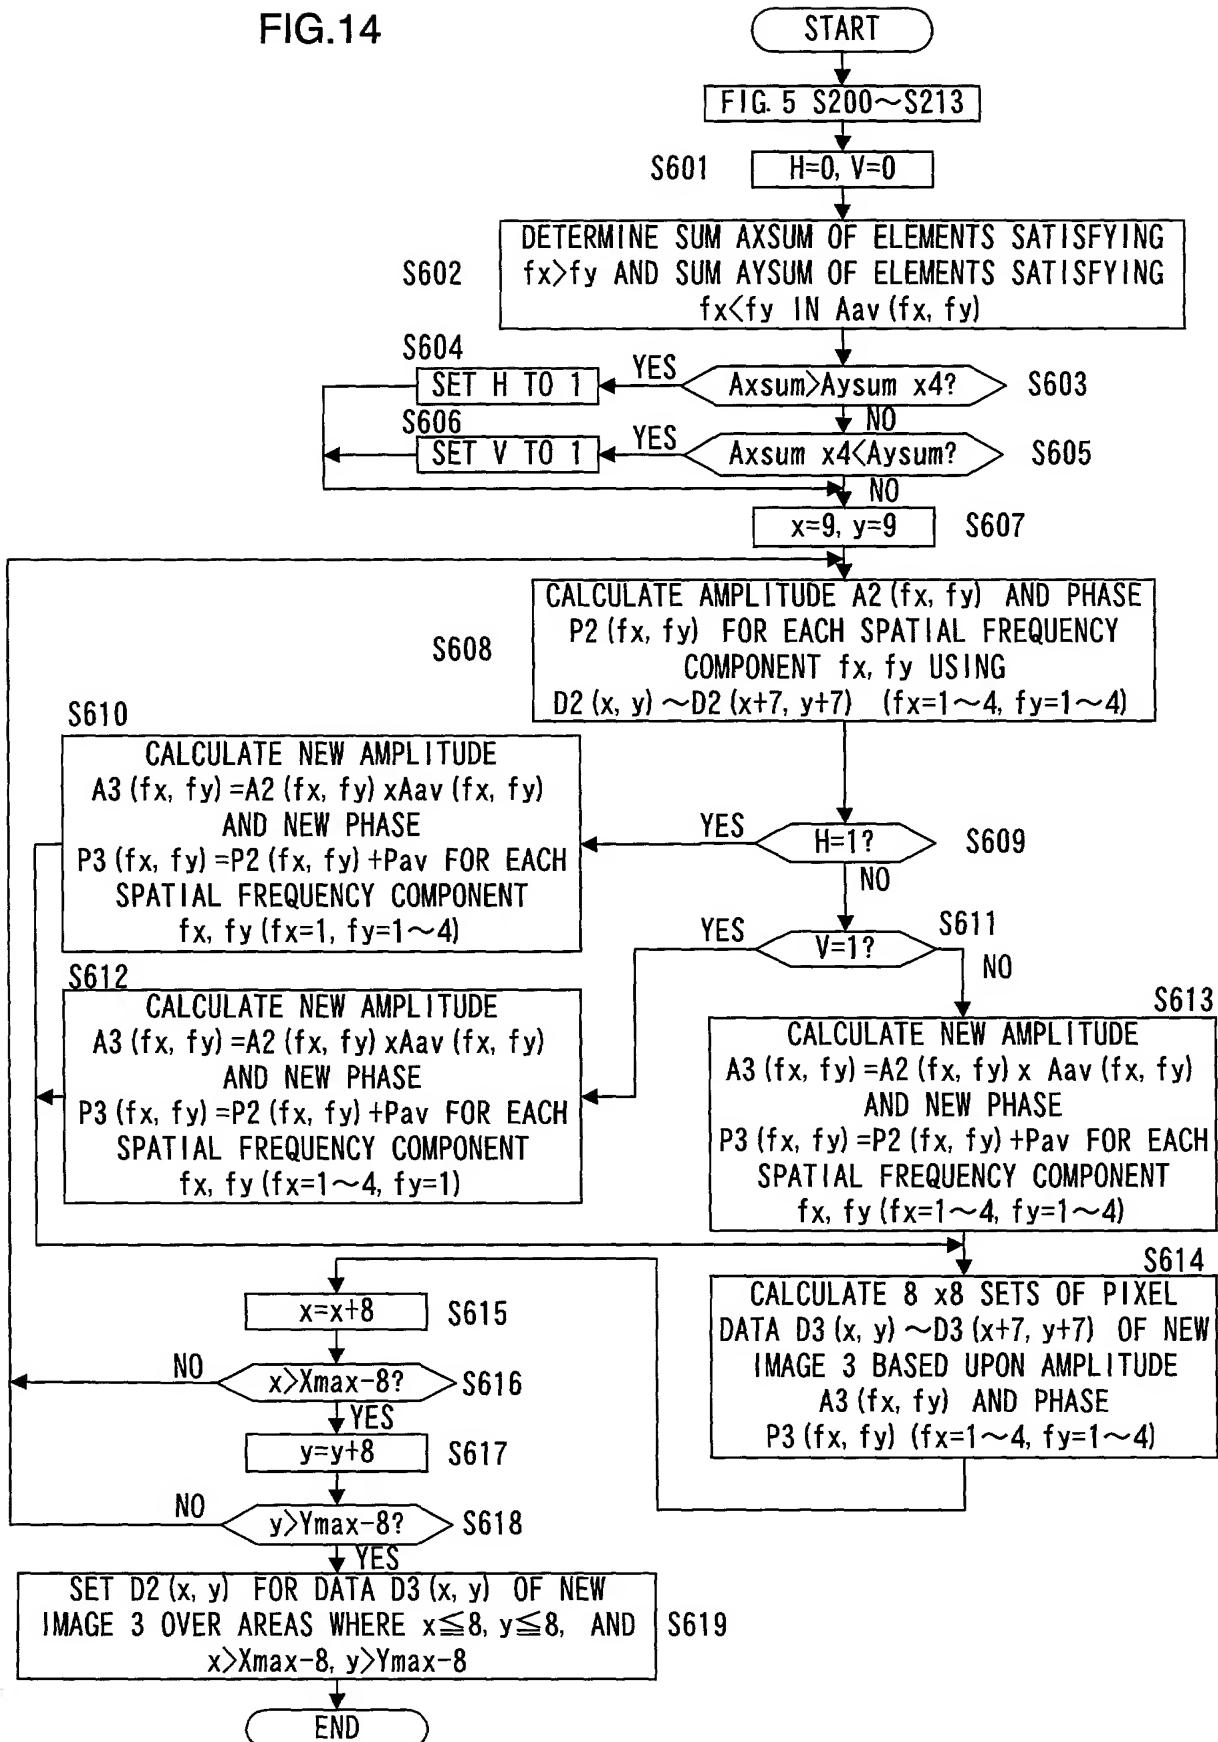 FIG.14
START
FIG. 5 S200～S213
S601
H=0, V=0
S602
DETERMINE SUM AXSUM OF ELEMENTS SATISFYING
fx>fy AND SUM AYSUM OF ELEMENTS SATISFYING
fx<fy IN Aav (fx, fy)
S604
SET H TO 1
YES
Axsum>Aysum x4?
S603
NO
S606
SET V TO 1
YES
Axsum x4<Aysum?
S605
NO
x=9, y=9
S607
S608
CALCULATE AMPLITUDE A2 (fx, fy) AND PHASE
P2 (fx, fy) FOR EACH SPATIAL FREQUENCY
COMPONENT fx, fy USING
D2 (x, y) ～D2 (x+7, y+7) (fx=1～4, fy=1～4)
S610
CALCULATE NEW AMPLITUDE
A3 (fx, fy) =A2 (fx, fy) xAav (fx, fy)
AND NEW PHASE
P3 (fx, fy) =P2 (fx, fy) +Pav FOR EACH
SPATIAL FREQUENCY COMPONENT
fx, fy (fx=1, fy=1～4)
YES
H=1?
S609
NO
YES
V=1?
S611
NO
S612
CALCULATE NEW AMPLITUDE
A3 (fx, fy) =A2 (fx, fy) xAav (fx, fy)
AND NEW PHASE
P3 (fx, fy) =P2 (fx, fy) +Pav FOR EACH
SPATIAL FREQUENCY COMPONENT
fx, fy (fx=1～4, fy=1)
S613
CALCULATE NEW AMPLITUDE
A3 (fx, fy) =A2 (fx, fy) x Aav (fx, fy)
AND NEW PHASE
P3 (fx, fy) =P2 (fx, fy) +Pav FOR EACH
SPATIAL FREQUENCY COMPONENT
fx, fy (fx=1～4, fy=1～4)
S614
CALCULATE 8 x8 SETS OF PIXEL
DATA D3 (x, y) ～D3 (x+7, y+7) OF NEW
IMAGE 3 BASED UPON AMPLITUDE
A3 (fx, fy) AND PHASE
P3 (fx, fy) (fx=1～4, fy=1～4)
x=x+8
S615
NO
x>Xmax-8?
S616
YES
y=y+8
S617
NO
y>Ymax-8?
S618
YES
SET D2 (x, y) FOR DATA D3 (x, y) OF NEW
IMAGE 3 OVER AREAS WHERE x≦8, y≦8, AND
x>Xmax-8, y>Ymax-8
S619
END